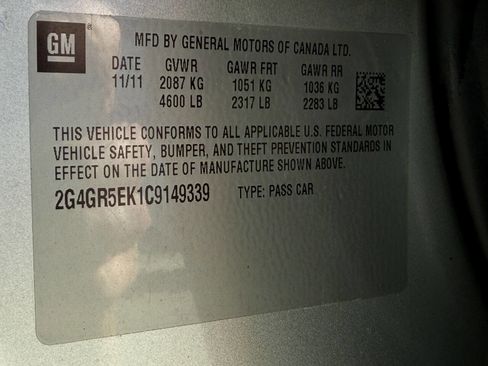 GM
MFD BY GENERAL MOTORS OF CANADA LTD.
DATE GVWR GAWR FRT GAWR RR
11/11 2087 KG 1051 KG 1036 KG
4600 LB 2317 LB 2283 LB
THIS VEHICLE CONFORMS TO ALL APPLICABLE U.S. FEDERAL MOTOR
VEHICLE SAFETY, BUMPER, AND THEFT PREVENTION STANDARDS IN
EFFECT ON THE DATE OF MANUFACTURE SHOWN ABOVE.
2G4GR5EK1C9149339 TYPE: PASS CAR